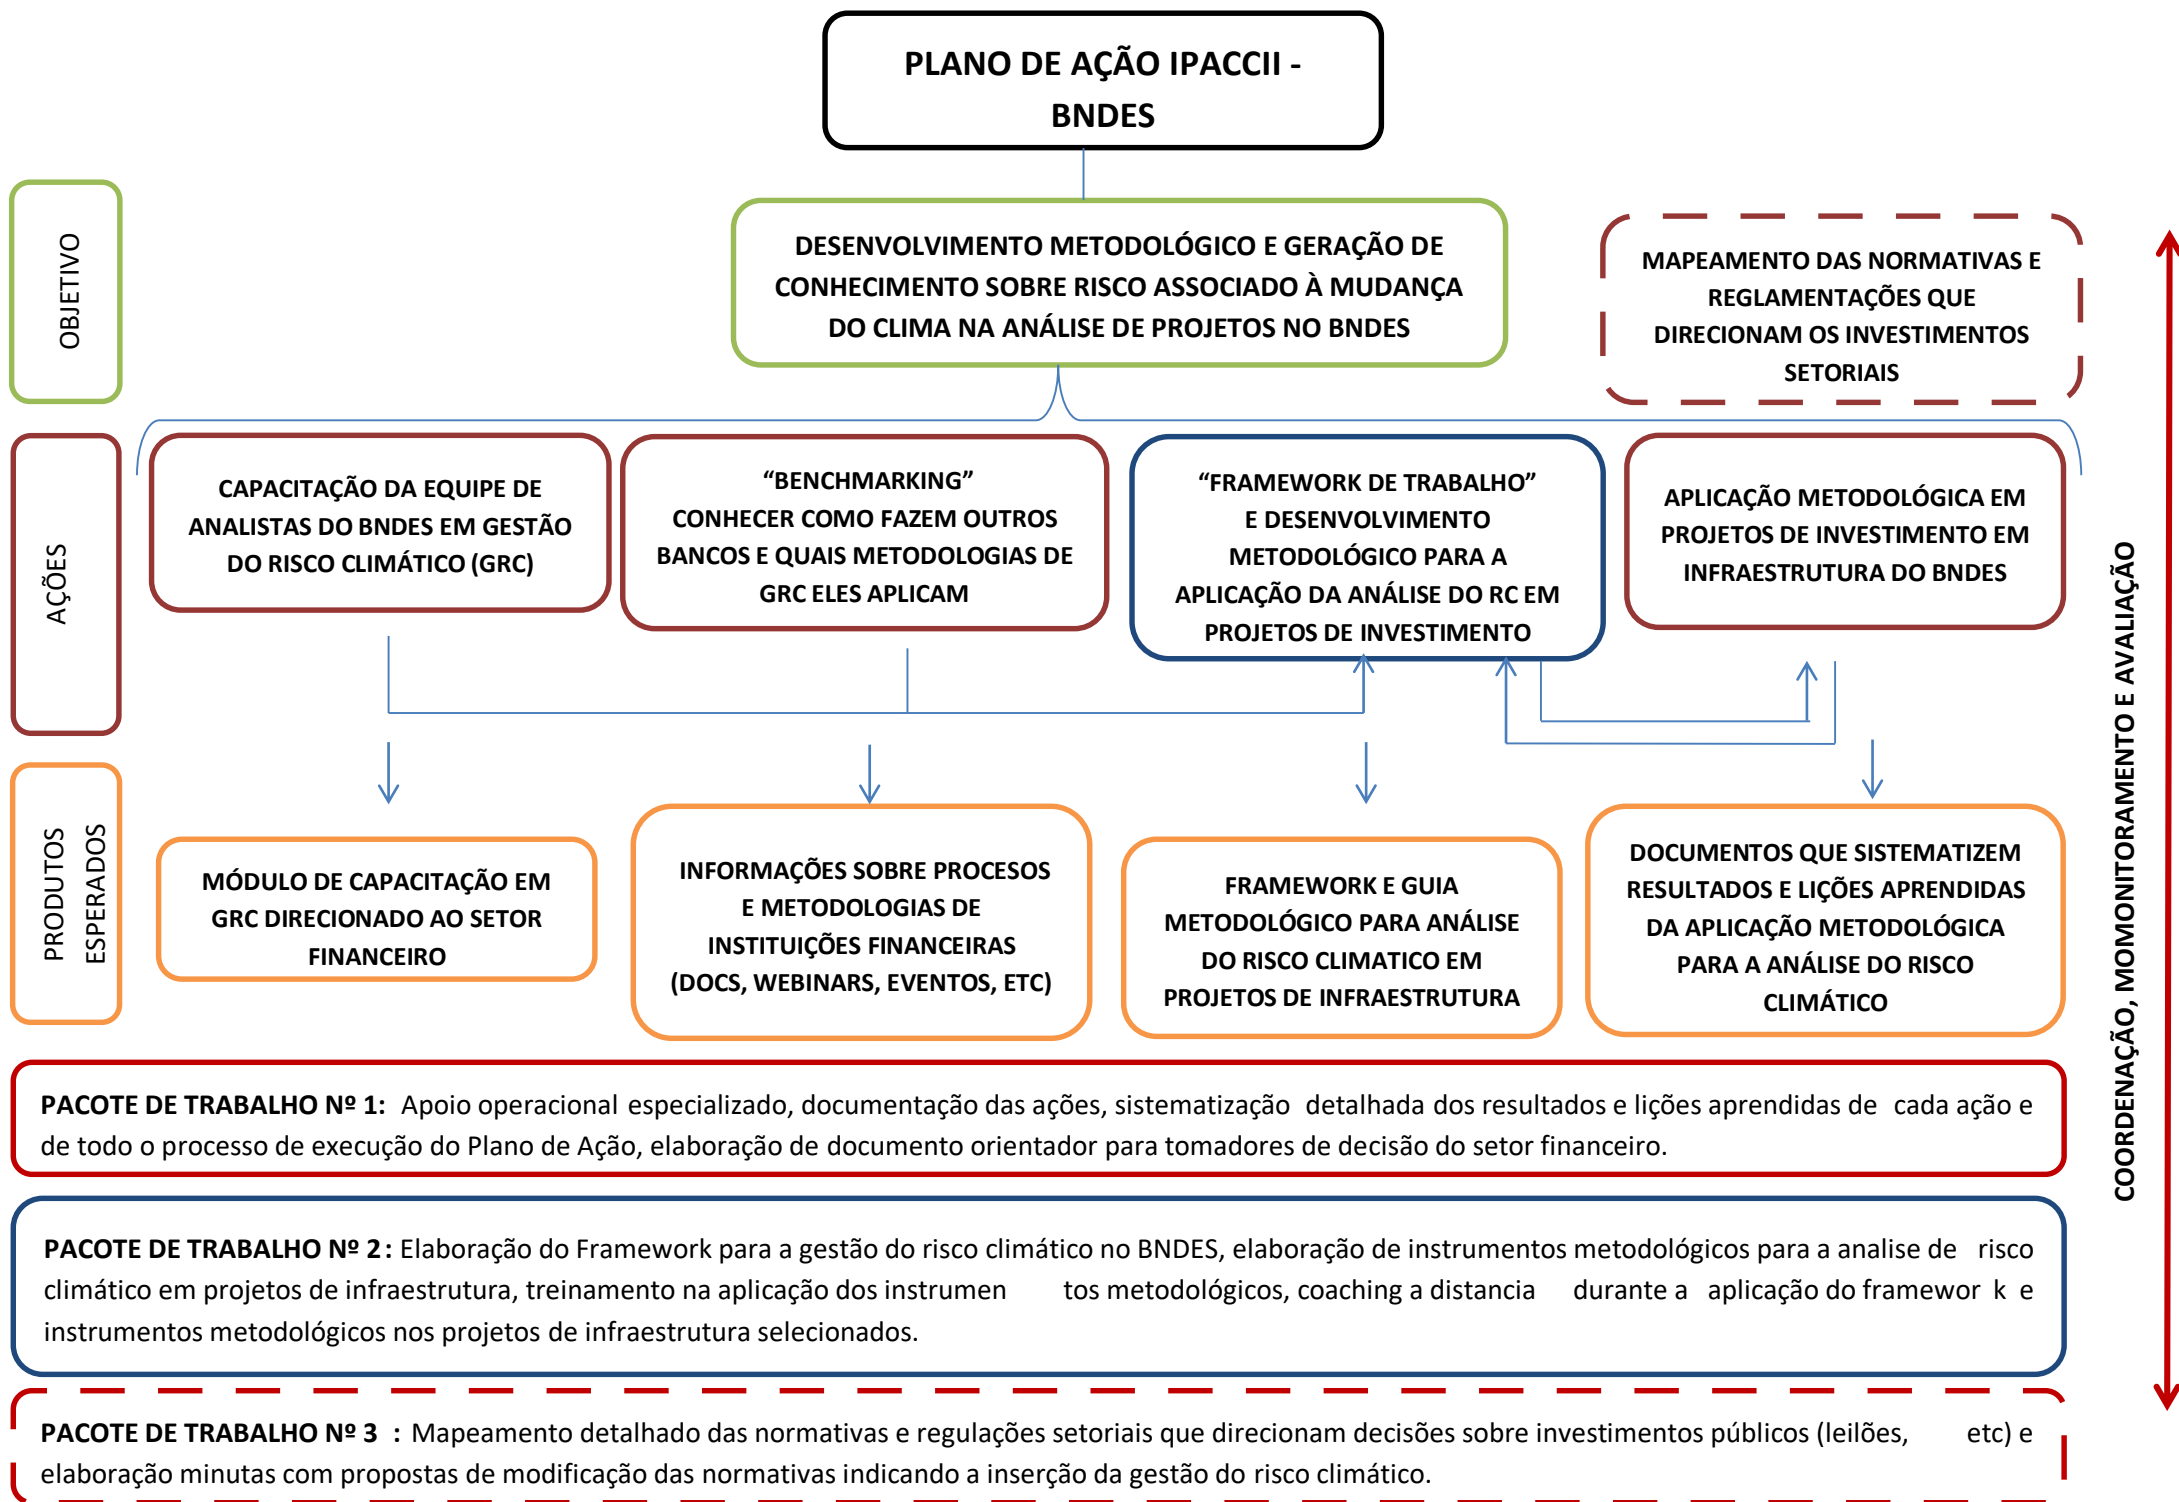 PLANO DE AÇÃO IPACCII -
BNDES
OBJETIVO
DESENVOLVIMENTO METODOLÓGICO E GERAÇÃO DE
CONHECIMENTO SOBRE RISCO ASSOCIADO À MUDANÇA
DO CLIMA NA ANÁLISE DE PROJETOS NO BNDES
MAPEAMENTO DAS NORMATIVAS E
REGLAMENTAÇÕES QUE
DIRECIONAM OS INVESTIMENTOS
SETORIAIS
AÇÕES
CAPACITAÇÃO DA EQUIPE DE
ANALISTAS DO BNDES EM GESTÃO
DO RISCO CLIMÁTICO (GRC)
“BENCHMARKING”
CONHECER COMO FAZEM OUTROS
BANCOS E QUAIS METODOLOGIAS DE
GRC ELES APLICAM
“FRAMEWORK DE TRABALHO”
E DESENVOLVIMENTO
METODOLÓGICO PARA A
APLICAÇÃO DA ANÁLISE DO RC EM
PROJETOS DE INVESTIMENTO
APLICAÇÃO METODOLÓGICA EM
PROJETOS DE INVESTIMENTO EM
INFRAESTRUTURA DO BNDES
PRODUTOS
ESPERADOS
MÓDULO DE CAPACITAÇÃO EM
GRC DIRECIONADO AO SETOR
FINANCEIRO
INFORMAÇÕES SOBRE PROCESOS
E METODOLOGIAS DE
INSTITUIÇÕES FINANCEIRAS
(DOCS, WEBINARS, EVENTOS, ETC)
FRAMEWORK E GUIA
METODOLÓGICO PARA ANÁLISE
DO RISCO CLIMATICO EM
PROJETOS DE INFRAESTRUTURA
DOCUMENTOS QUE SISTEMATIZEM
RESULTADOS E LIÇÕES APRENDIDAS
DA APLICAÇÃO METODOLÓGICA
PARA A ANÁLISE DO RISCO
CLIMÁTICO
COORDENAÇÃO, MOMONITORAMENTO E AVALIAÇÃO
PACOTE DE TRABALHO Nº 1: Apoio operacional especializado, documentação das ações, sistematização detalhada dos resultados e lições aprendidas de cada ação e
de todo o processo de execução do Plano de Ação, elaboração de documento orientador para tomadores de decisão do setor financeiro.
PACOTE DE TRABALHO Nº 2 : Elaboração do Framework para a gestão do risco climático no BNDES, elaboração de instrumentos metodológicos para a analise de risco
climático em projetos de infraestrutura, treinamento na aplicação dos instrumen tos metodológicos, coaching a distancia durante a aplicação do framewor k e
instrumentos metodológicos nos projetos de infraestrutura selecionados.
PACOTE DE TRABALHO Nº 3 : Mapeamento detalhado das normativas e regulações setoriais que direcionam decisões sobre investimentos públicos (leilões, etc) e
elaboração minutas com propostas de modificação das normativas indicando a inserção da gestão do risco climático.